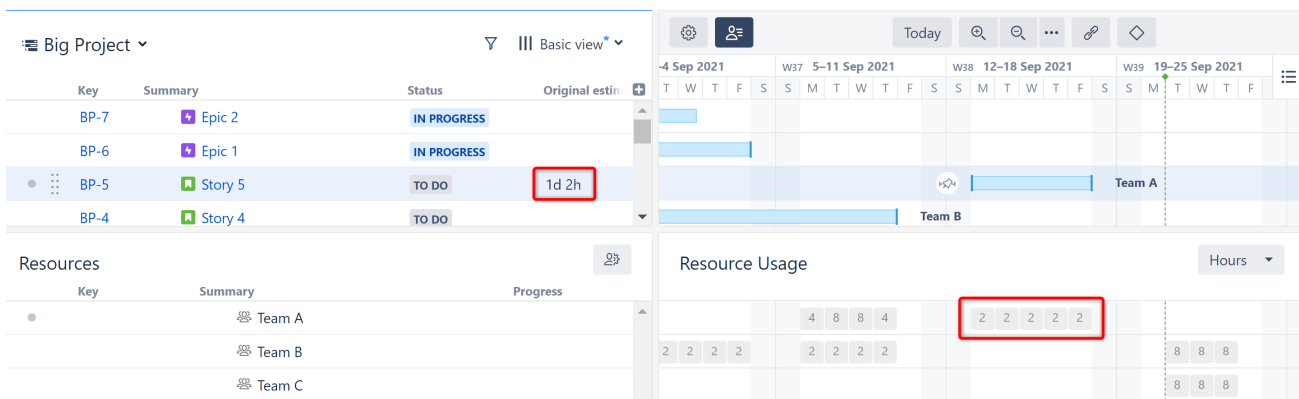 Big Project
Basic view*
Key Summary Status Original estim
BP-7 Epic 2 IN PROGRESS
BP-6 Epic 1 IN PROGRESS
BP-5 Story 5 TO DO 1d 2h
BP-4 Story 4 TO DO
Today
-4 Sep 2021 W37 5–11 Sep 2021 W38 12–18 Sep 2021 W39 19–25 Sep 2021
T W T F S S M T W T F S S M T W T F S S M T W T F
Team A
Team B
Resources
Key Summary Progress
Team A
Team B
Team C
Resource Usage
Hours
4 8 8 4 2 2 2 2 2
2 2 2 2 2 2 2 2 8 8 8
8 8 8